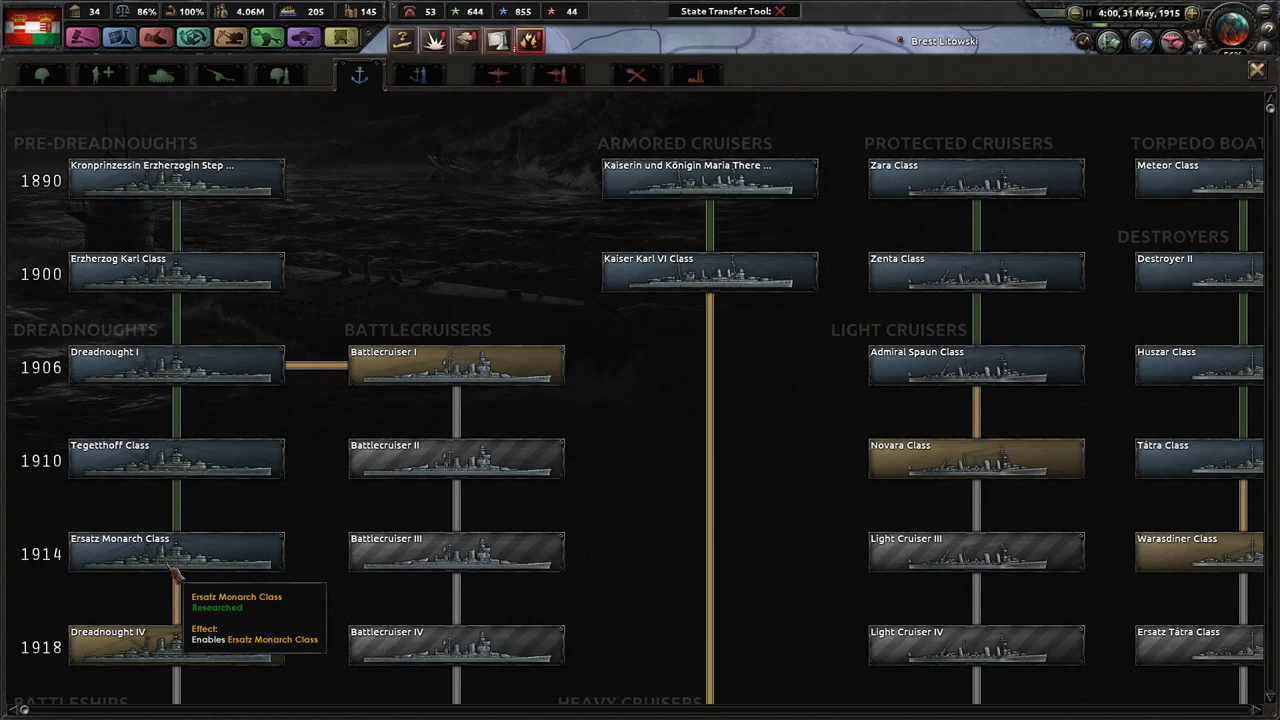 34
86%
100%
4.06M
205
145
53
644
855
44
State Transfer Tool:
4:00, 31 May, 1915
Brest Litowski
PRE-DREADNOUGHTS
ARMORED CRUISERS
PROTECTED CRUISERS
TORPEDO BOAT
1890
Kronprinzessin Erzherzogin Step ...
Kaiserin und Königin Maria There ...
Zara Class
Meteor Class
DESTROYERS
1900
Erzherzog Karl Class
Kaiser Karl VI Class
Zenta Class
Destroyer II
DREADNOUGHTS
BATTLECRUISERS
LIGHT CRUISERS
1906
Dreadnought I
Battlecruiser I
Admiral Spaun Class
Huszar Class
1910
Tegetthoff Class
Battlecruiser II
Novara Class
Tátra Class
1914
Ersatz Monarch Class
Battlecruiser III
Light Cruiser III
Warasdiner Class
Ersatz Monarch Class
Researched
Effect:
Enables Ersatz Monarch Class
1918
Dreadnought IV
Battlecruiser IV
Light Cruiser IV
Ersatz Tátra Class
BATTLESHIPS
HEAVY CRUISERS